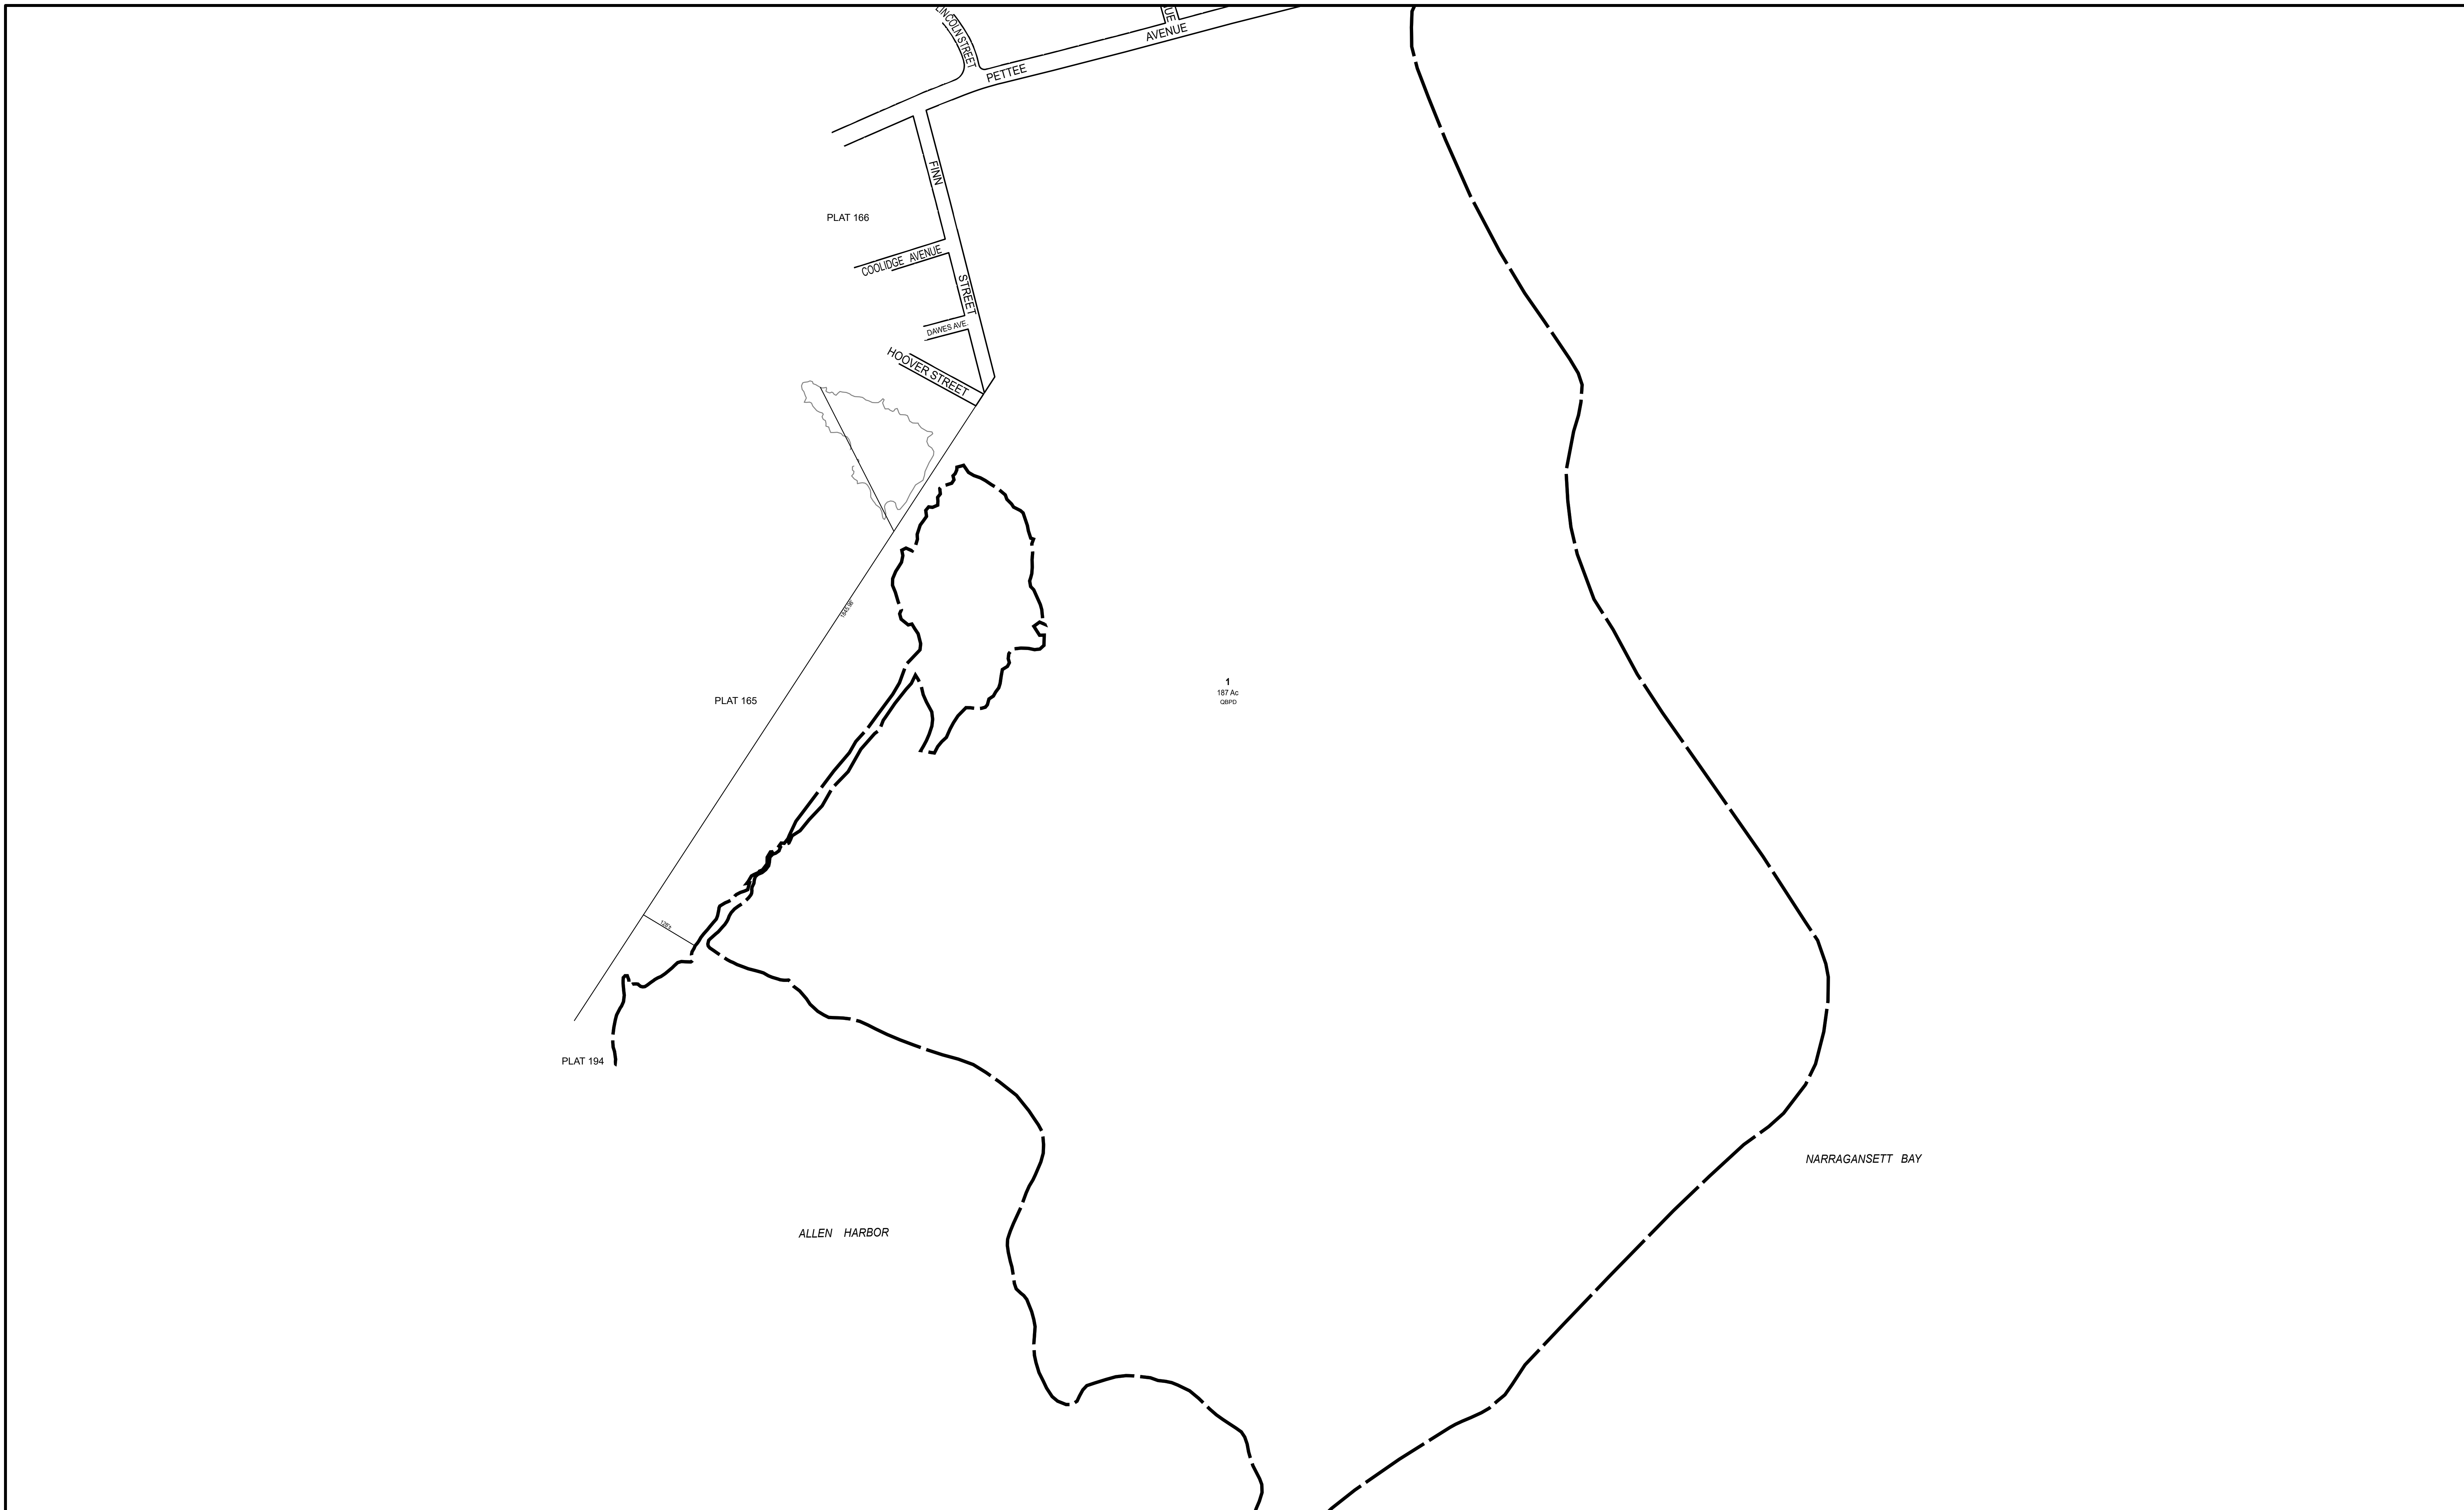 LINCOLN STREET
AVENUE
PETTEE
FINN
PLAT 166
COOLIDGE AVENUE
STREET
DAWES AVE.
HOOVER STREET
PLAT 165
1
187 Ac
QBPD
PLAT 194
NARRAGANSETT BAY
ALLEN HARBOR